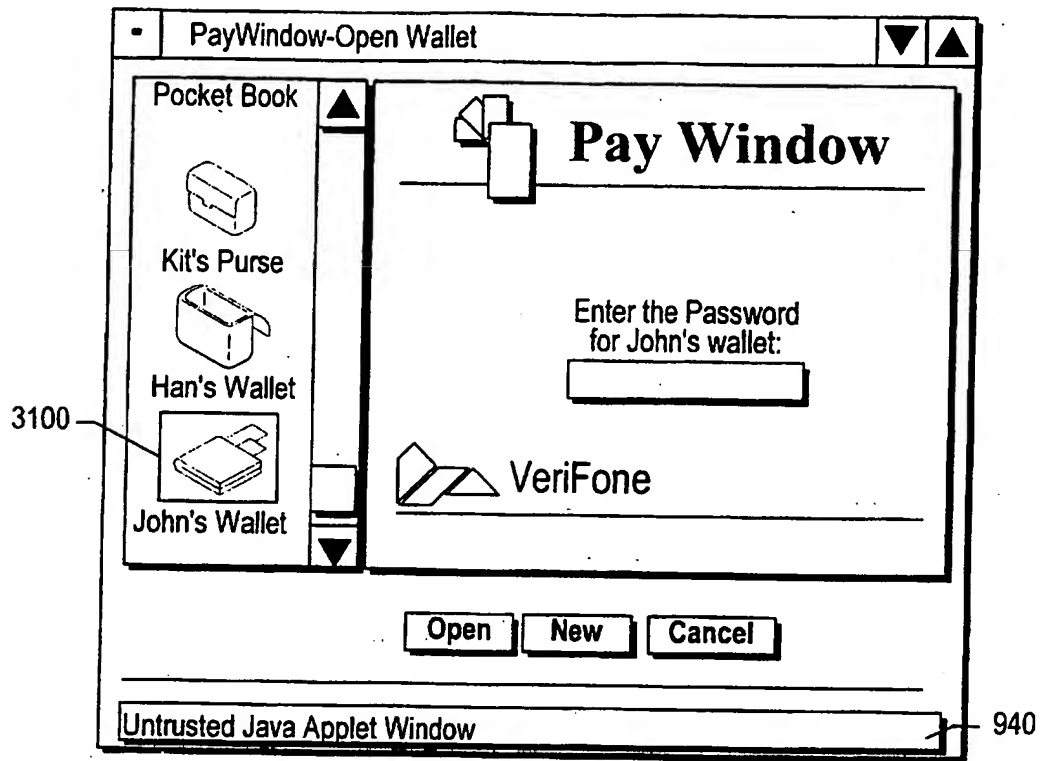 PayWindow-Open Wallet
Pocket Book
Kit's Purse
Han's Wallet
3100
John's Wallet
Pay Window
Enter the Password
for John's wallet:
VeriFone
Open New Cancel
Untrusted Java Applet Window
940